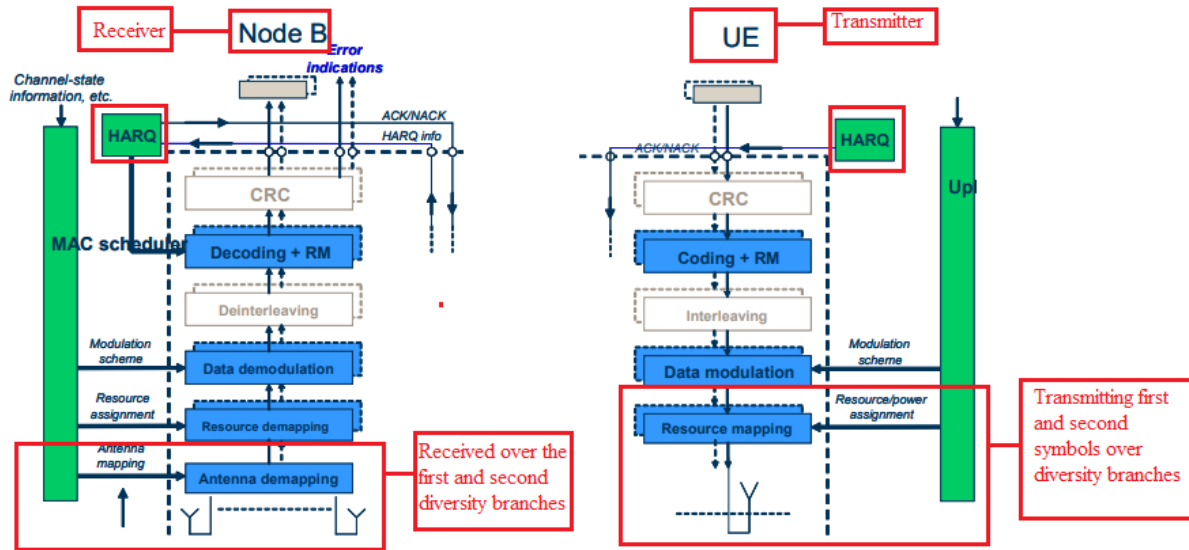 Receiver
Node B
Error
indications
Channel-state
information, etc.
HARQ
ACK/NACK
HARQ info
CRC
MAC scheduler
Decoding + RM
Deinterleaving
Modulation
scheme
Data demodulation
Resource
assignment
Resource demapping
Antenna
mapping
Antenna demapping
Received over the
first and second
diversity branches
UE
Transmitter
HARQ
ACK/NACK
CRC
Upl
Coding + RM
Interleaving
Modulation
scheme
Data modulation
Resource/power
assignment
Resource mapping
Transmitting first
and second
symbols over
diversity branches